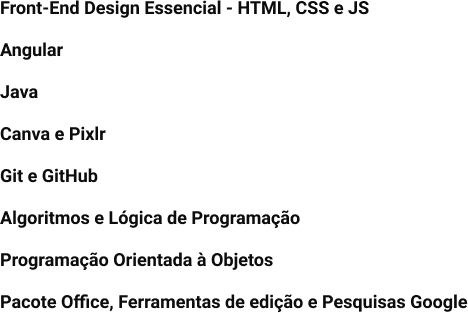 Front-End Design Essencial - HTML, CSS e JS
Angular
Java
Canva e Pixlr
Git e GitHub
Algoritmos e Lógica de Programação
Programação Orientada à Objetos
Pacote Office, Ferramentas de edição e Pesquisas Google